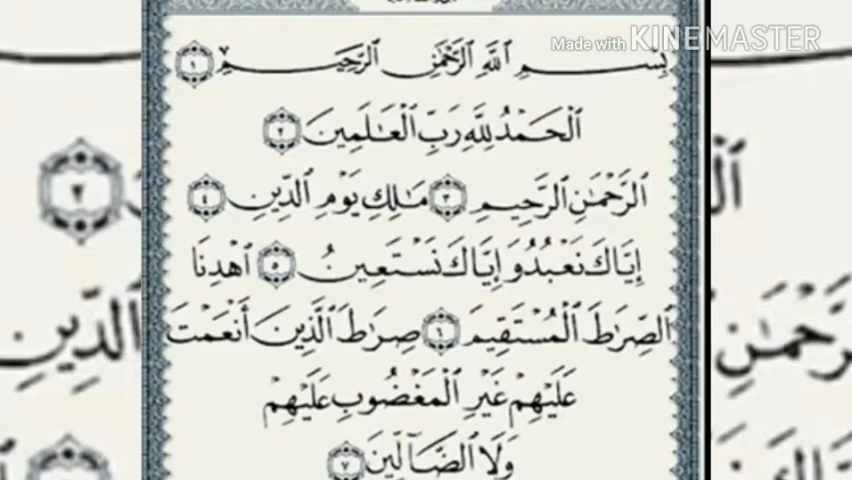 Made with KINEMASTER
بِسْمِ ٱللَّهِ ٱلرَّحْمَٰنِ ٱلرَّحِيمِ ١
ٱلْحَمْدُ لِلَّهِ رَبِّ ٱلْعَٰلَمِينَ ٢
ٱلرَّحْمَٰنِ ٱلرَّحِيمِ ٣ مَٰلِكِ يَوْمِ ٱلدِّينِ ٤
إِيَّاكَ نَعْبُدُ وَإِيَّاكَ نَسْتَعِينُ ٥ ٱهْدِنَا
ٱلصِّرَٰطَ ٱلْمُسْتَقِيمَ ٦ صِرَٰطَ ٱلَّذِينَ أَنْعَمْتَ
عَلَيْهِمْ غَيْرِ ٱلْمَغْضُوبِ عَلَيْهِمْ
وَلَا ٱلضَّآلِّينَ ٧